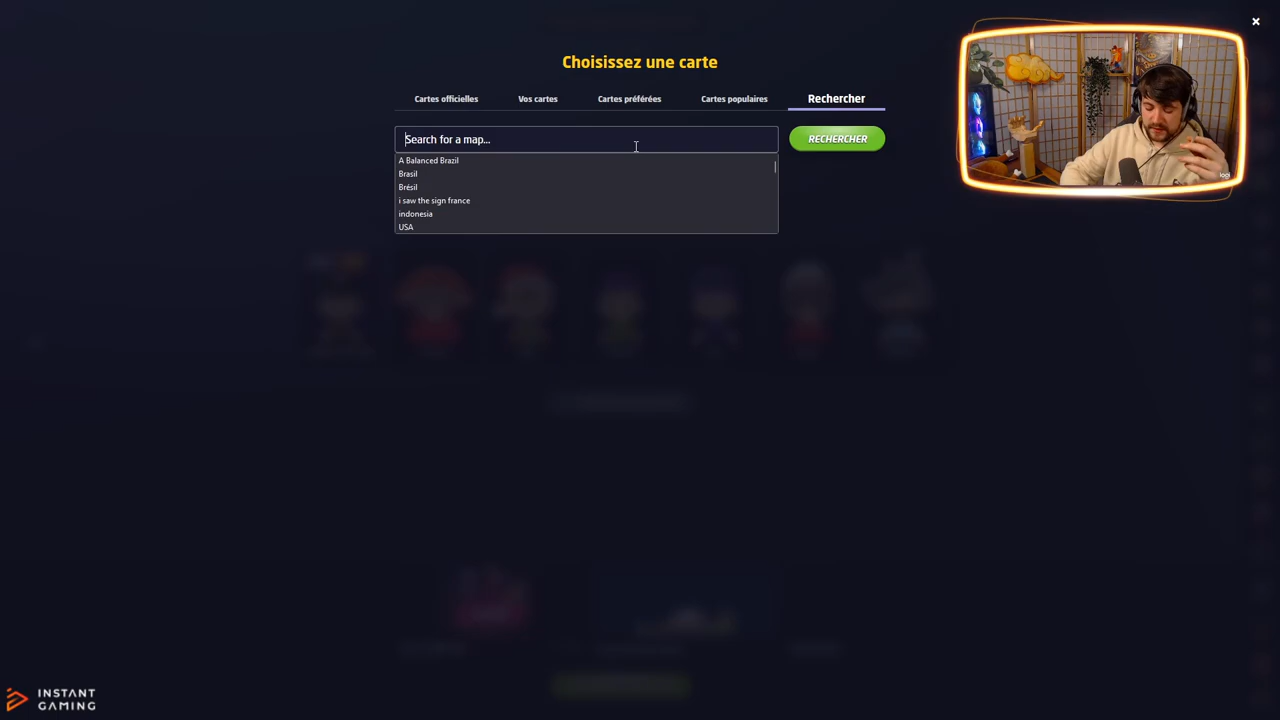 ×
Choisissez une carte
Cartes officielles Vos cartes Cartes préférées Cartes populaires Rechercher
Search for a map... RECHERCHER
A Balanced Brazil
Brasil
Brésil
i saw the sign france
indonesia
USA
logi
INSTANT
GAMING